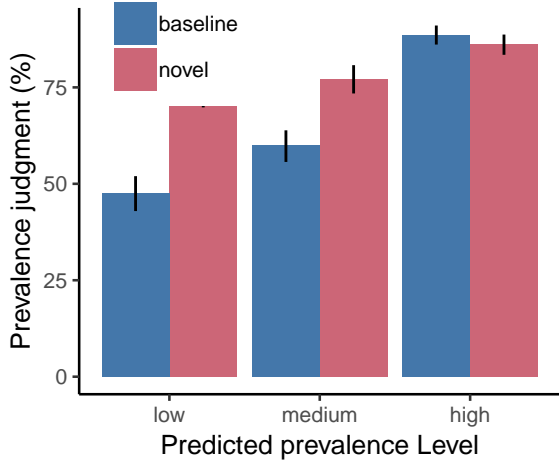 baseline
novel
Prevalence judgment (%)
75
50
25
0
low medium high
Predicted prevalence Level